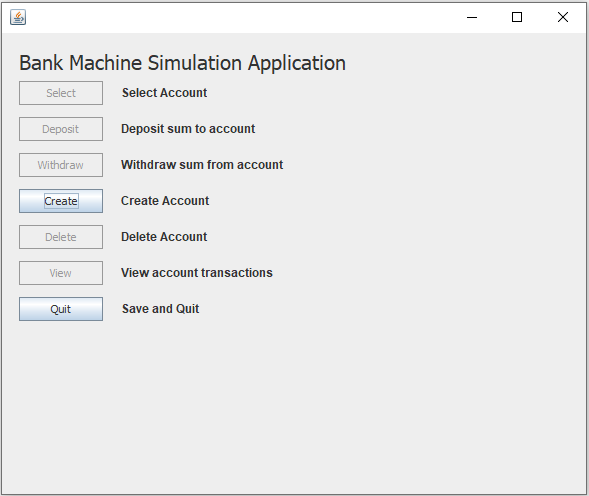 Bank Machine Simulation Application
Select Select Account
Deposit Deposit sum to account
Withdraw Withdraw sum from account
Create Create Account
Delete Delete Account
View View account transactions
Quit Save and Quit